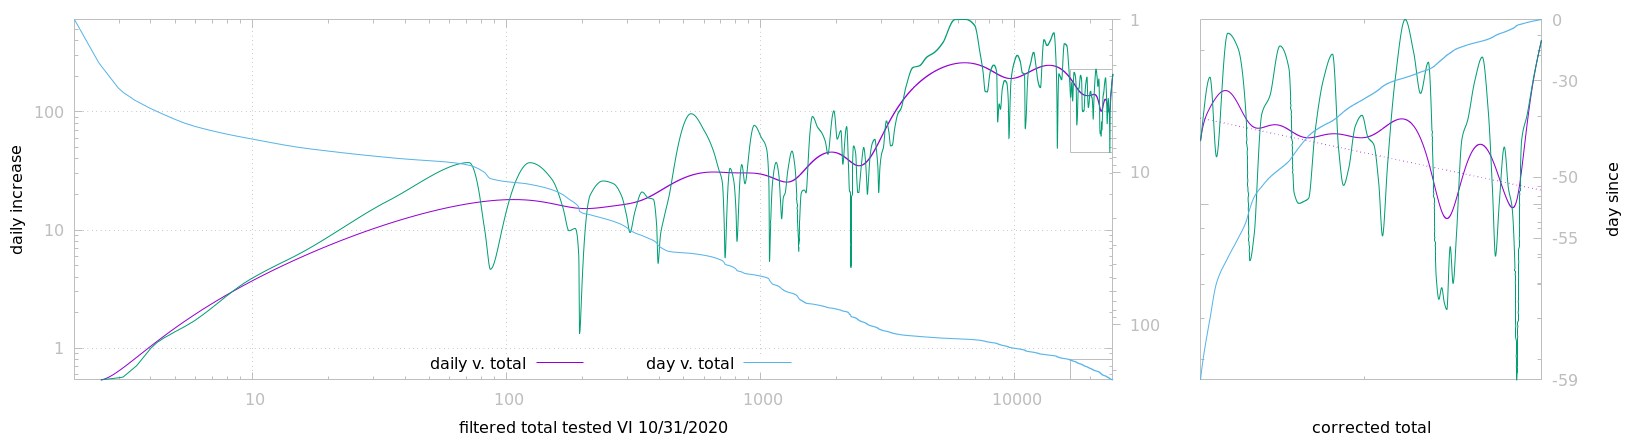 daily increase
100
10
1
daily v. total
day v. total
10
100
1000
10000
filtered total tested VI 10/31/2020
1
10
100
0
-30
-50
-55
-59
day since
corrected total